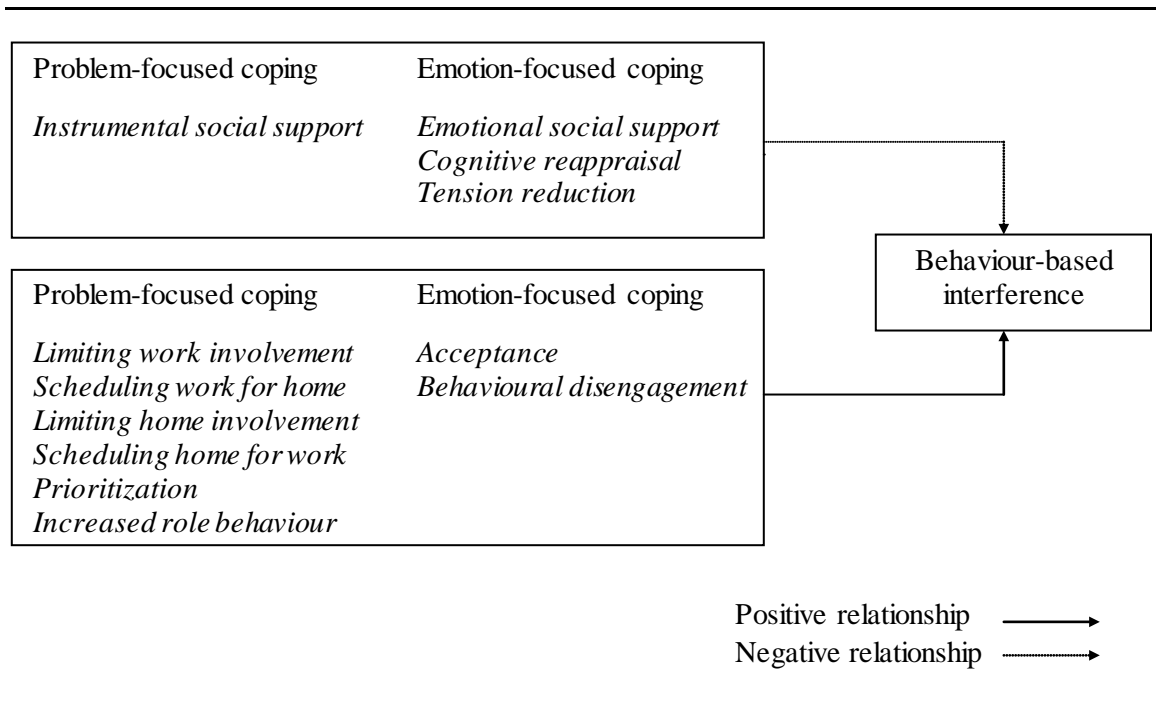 Problem-focused coping
Emotion-focused coping
Instrumental social support
Emotional social support
Cognitive reappraisal
Tension reduction
Behaviour-based
interference
Problem-focused coping
Emotion-focused coping
Limiting work involvement
Scheduling work for home
Limiting home involvement
Scheduling home for work
Prioritization
Increased role behaviour
Acceptance
Behavioural disengagement
Positive relationship
Negative relationship